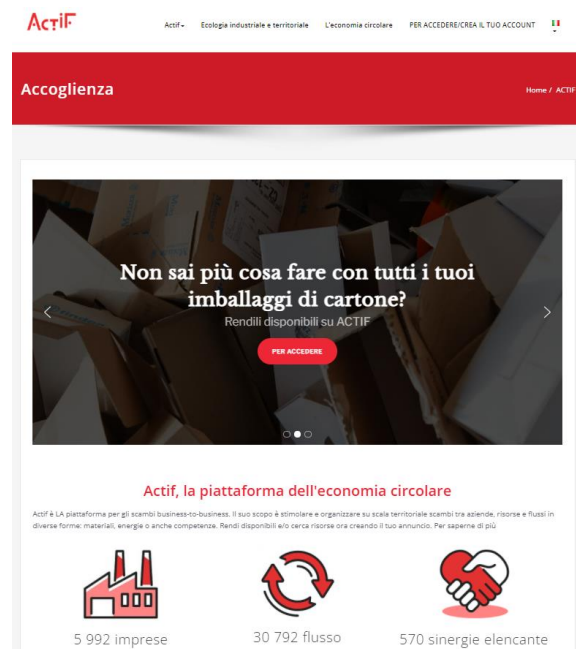 ACTIF
Actif
Ecologia industriale e territoriale
L'economia circolare
PER ACCEDERE/CREA IL TUO ACCOUNT
Accoglienza
Home / ACTIF
Non sai più cosa fare con tutti i tuoi
imballaggi di cartone?
Rendili disponibili su ACTIF
PER ACCEDERE
Actif, la piattaforma dell'economia circolare
Actif è LA piattaforma per gli scambi business-to-business. Il suo scopo è stimolare e organizzare su scala territoriale scambi tra aziende, risorse e flussi in
diverse forme: materiali, energie o anche competenze. Rendi disponibili e/o cerca risorse ora creando il tuo annuncio. Per saperne di più
5 992 imprese
30 792 flusso
570 sinergie elencante